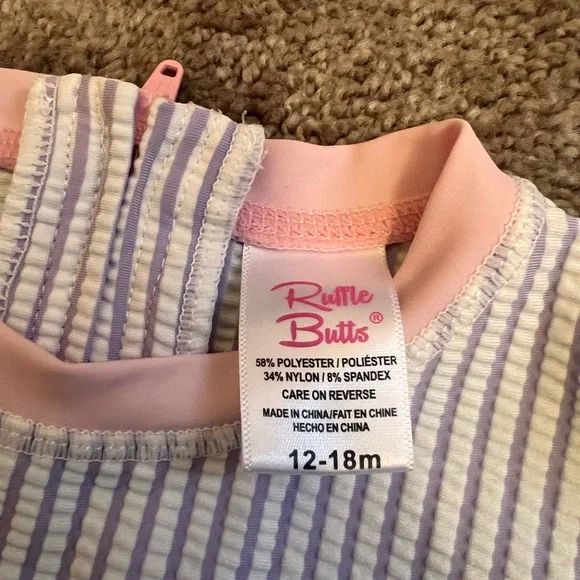 Ruffle
Butts®
58% POLYESTER / POLIÉSTER
34% NYLON / 8% SPANDEX
CARE ON REVERSE
MADE IN CHINA/FAIT EN CHINE
HECHO EN CHINA
12-18m